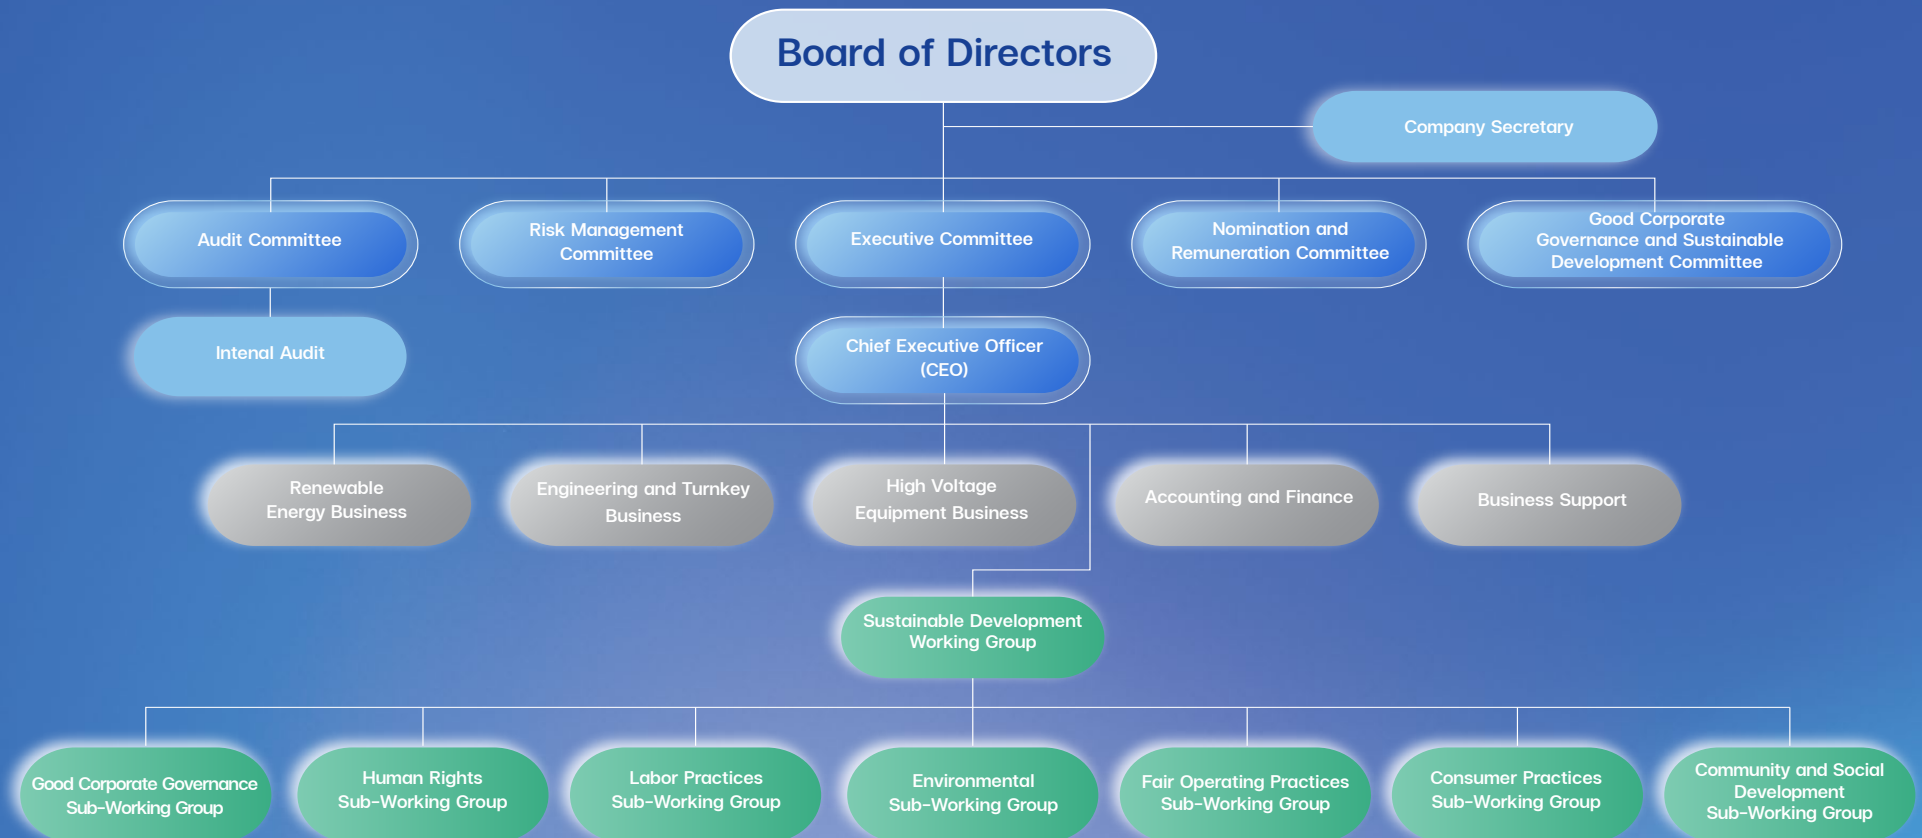 Board of Directors
Company Secretary
Audit Committee
Risk Management
Committee
Executive Committee
Nomination and
Remuneration Committee
Good Corporate
Governance and Sustainable
Development Committee
Intenal Audit
Chief Executive Officer
(CEO)
Renewable
Energy Business
Engineering and Turnkey
Business
High Voltage
Equipment Business
Accounting and Finance
Business Support
Sustainable Development
Working Group
Good Corporate Governance
Sub-Working Group
Human Rights
Sub-Working Group
Labor Practices
Sub-Working Group
Environmental
Sub-Working Group
Fair Operating Practices
Sub-Working Group
Consumer Practices
Sub-Working Group
Community and Social
Development
Sub-Working Group